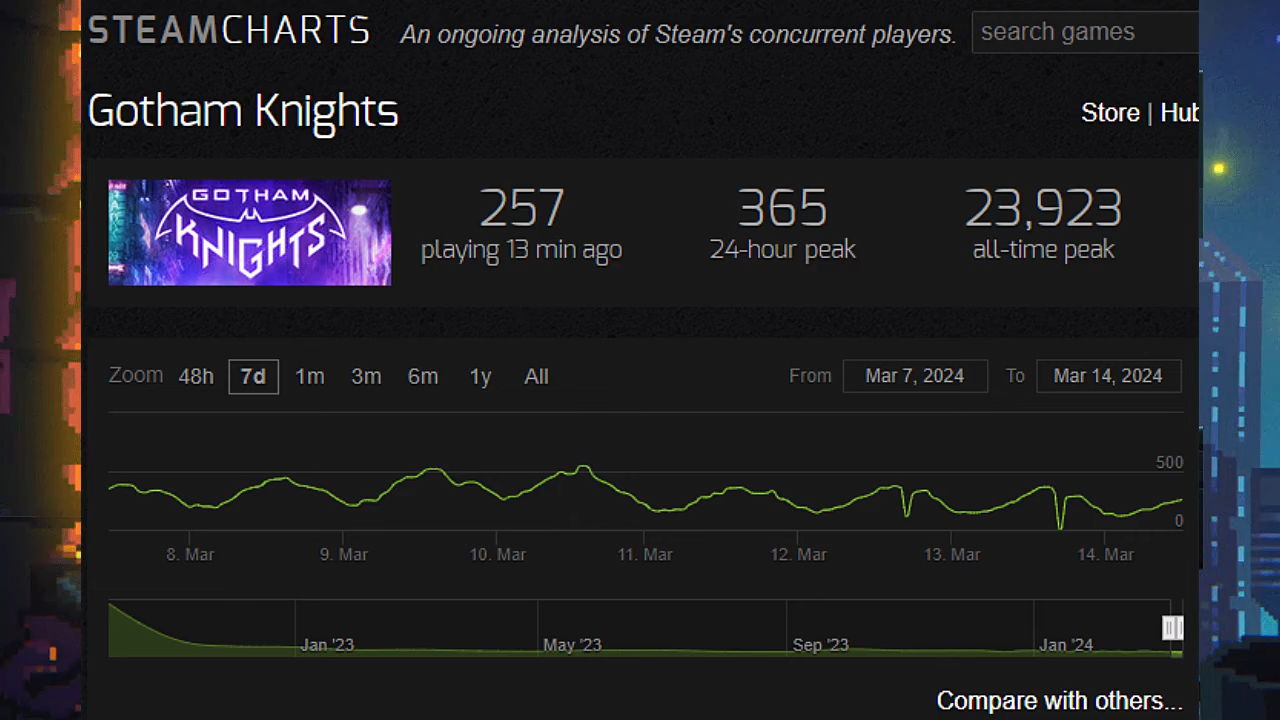 STEAMCHARTS An ongoing analysis of Steam's concurrent players. search games
Gotham Knights Store | Hub
GOTHAM
KNIGHTS
257 365 23,923
playing 13 min ago 24-hour peak all-time peak
Zoom 48h 7d 1m 3m 6m 1y All From Mar 7, 2024 To Mar 14, 2024
500
0
8. Mar 9. Mar 10. Mar 11. Mar 12. Mar 13. Mar 14. Mar
Jan '23 May '23 Sep '23 Jan '24
Compare with others...